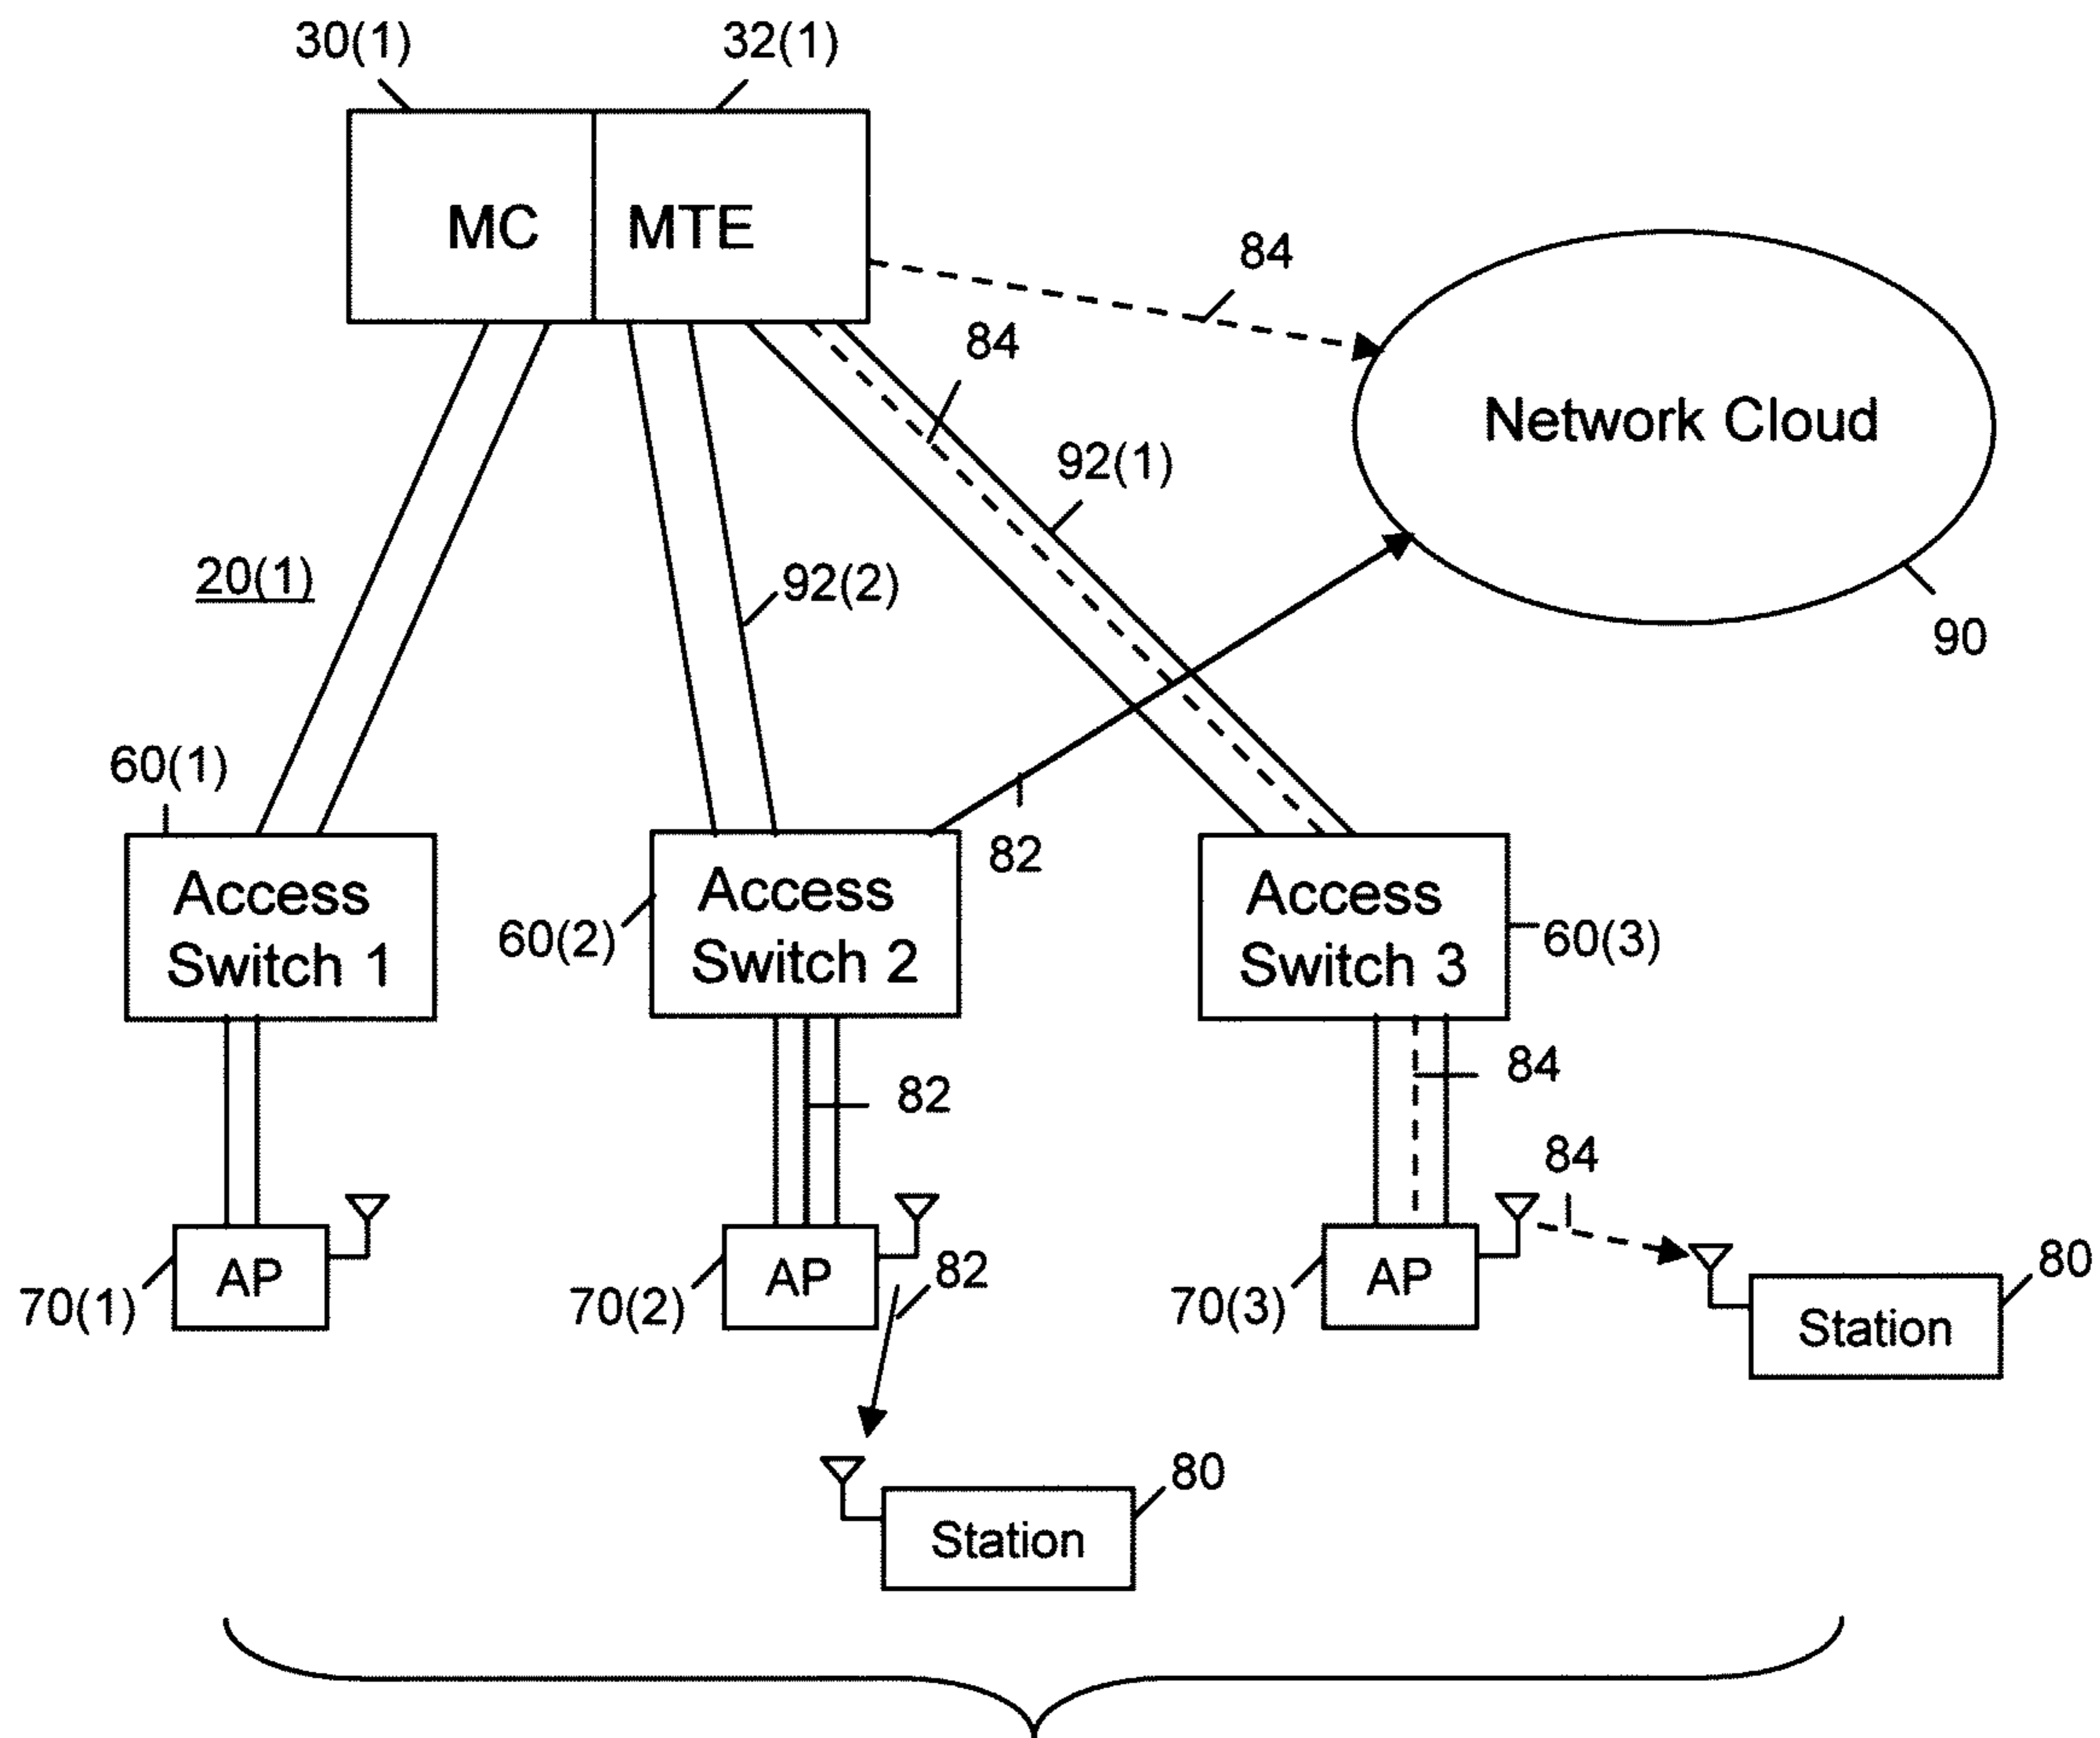 30(1)
32(1)
MC
MTE
84
84
Network Cloud
92(1)
20(1)
92(2)
90
60(1)
82
Access
Switch 1
Access
Switch 2
60(2)
Access
Switch 3
60(3)
82
84
84
AP
70(1)
AP
70(2)
82
AP
70(3)
80
Station
80
Station